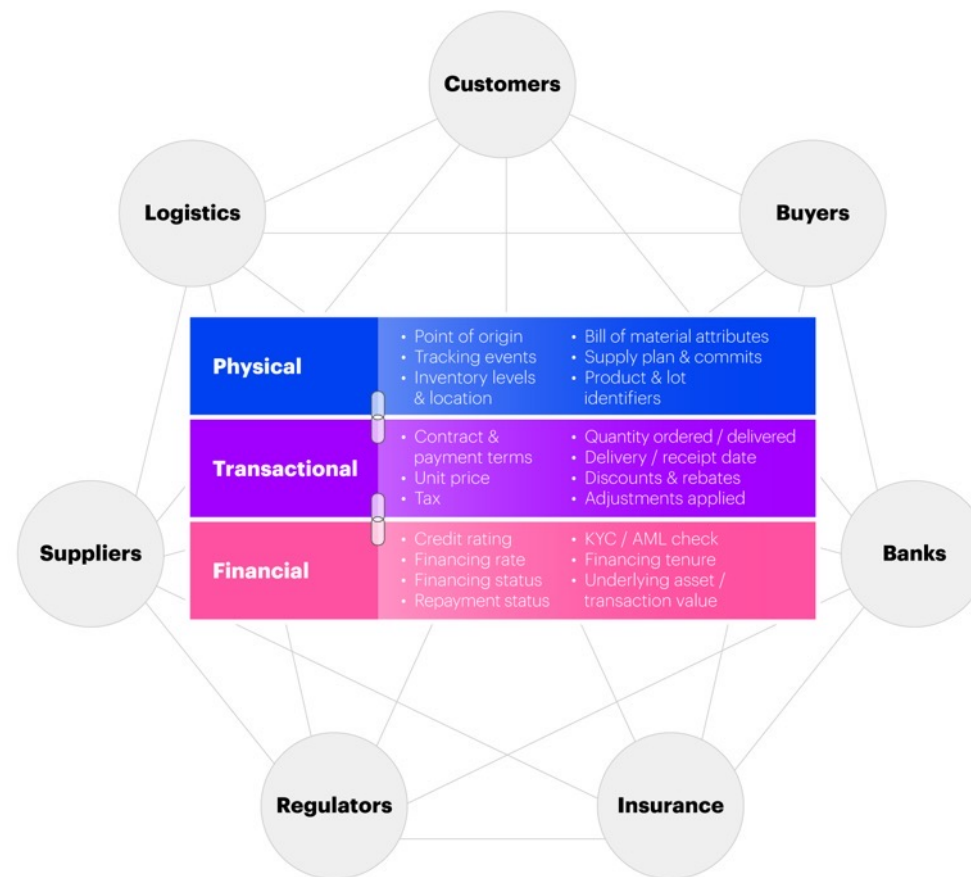 Customers
Logistics
Buyers
Physical
• Point of origin
• Tracking events
• Inventory levels
& location
• Bill of material attributes
• Supply plan & commits
• Product & lot
identifiers
Transactional
• Contract &
payment terms
• Unit price
• Tax
• Quantity ordered / delivered
• Delivery / receipt date
• Discounts & rebates
• Adjustments applied
Financial
• Credit rating
• Financing rate
• Financing status
• Repayment status
• KYC / AML check
• Financing tenure
• Underlying asset /
transaction value
Suppliers
Banks
Regulators
Insurance